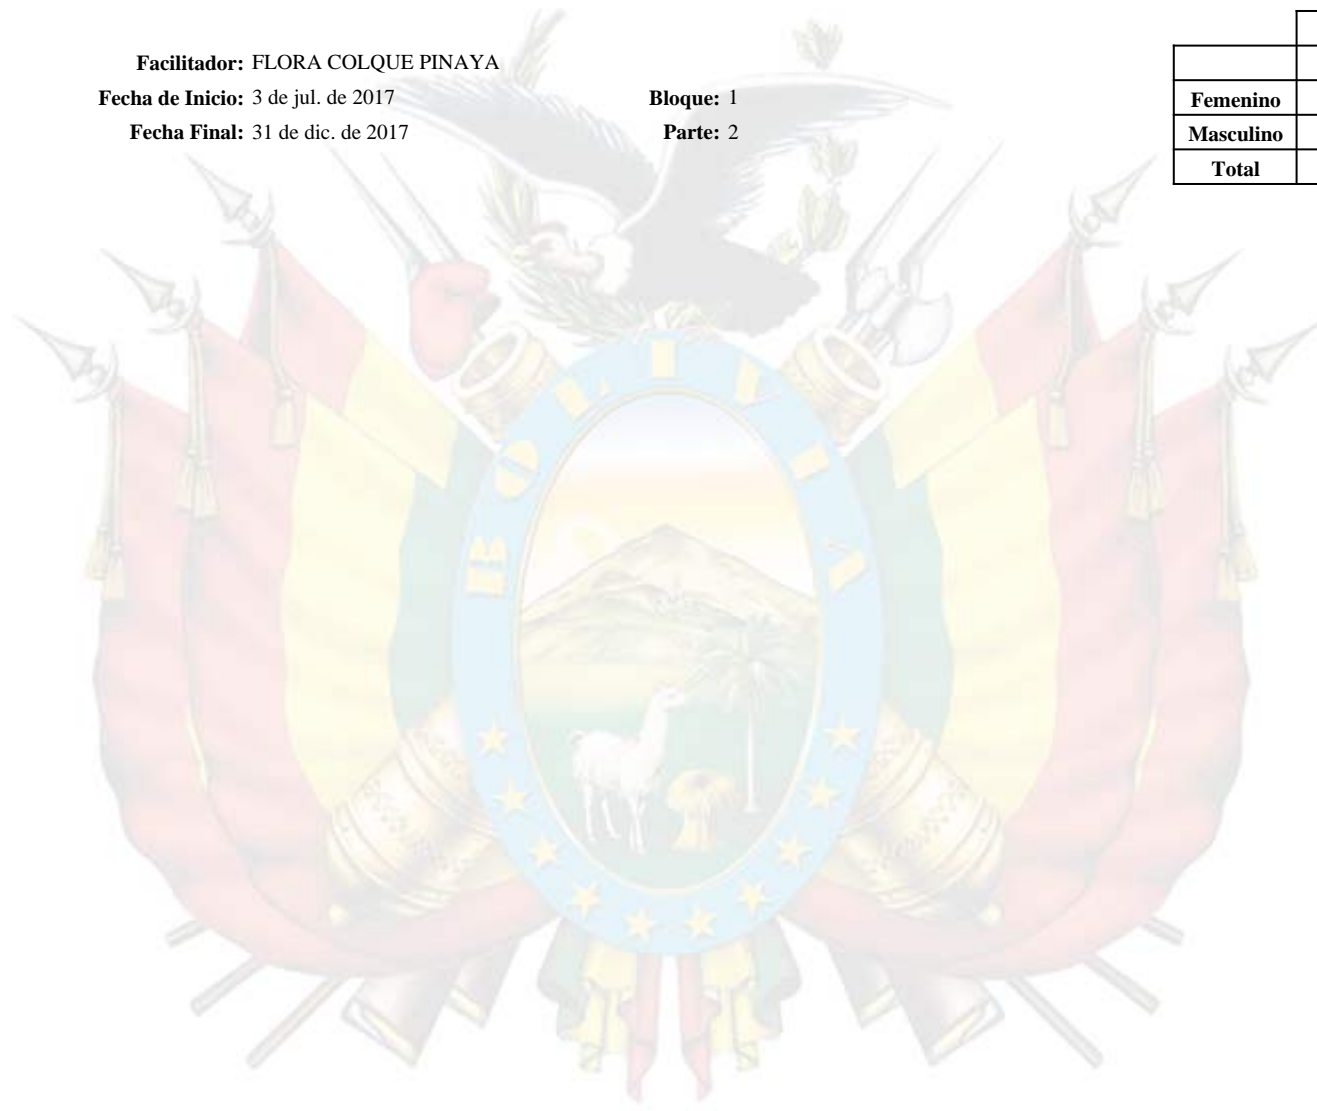 Facilitador: FLORA COLQUE PINAYA
Fecha de Inicio: 3 de jul. de 2017 Bloque: 1
Fecha Final: 31 de dic. de 2017 Parte: 2
Femenino
Masculino
Total
BOLIVIA